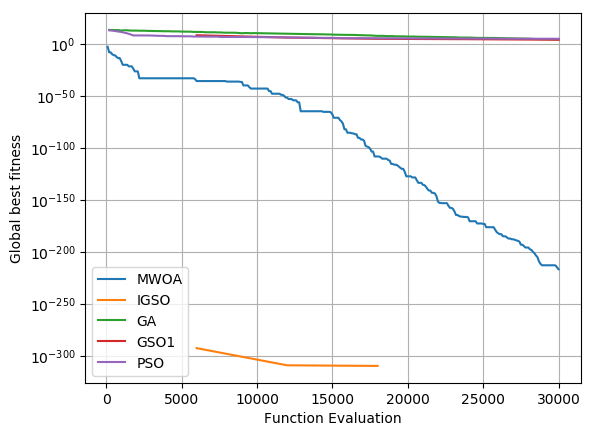 Global best fitness
10^0
10^-50
10^-100
10^-150
10^-200
10^-250
10^-300
MWOA
IGSO
GA
GSO1
PSO
0 5000 10000 15000 20000 25000 30000
Function Evaluation